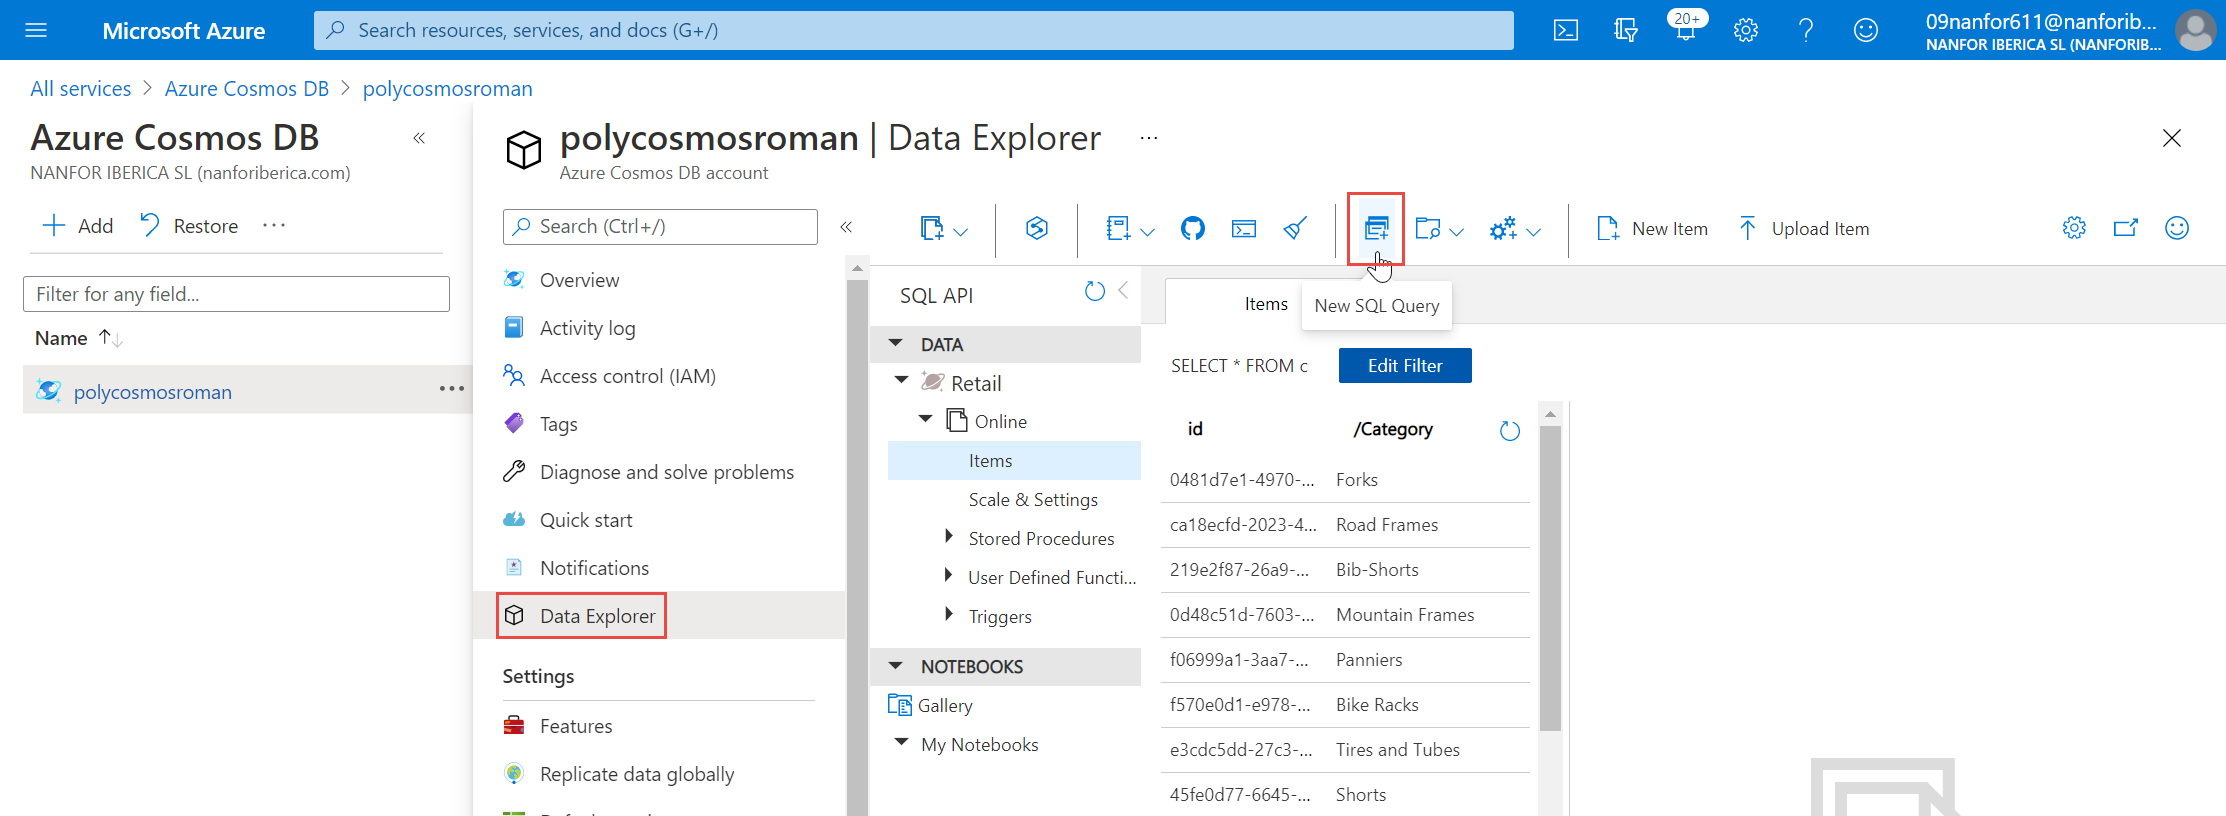 Microsoft Azure
Search resources, services, and docs (G+/)
20+
09nanfor611@nanforib...
NANFOR IBERICA SL (NANFORIB...
All services > Azure Cosmos DB > polycosmosroman
Azure Cosmos DB
NANFOR IBERICA SL (nanforiberica.com)
Add
Restore
Filter for any field...
Name
polycosmosroman
polycosmosroman | Data Explorer
Azure Cosmos DB account
Search (Ctrl+/)
Overview
Activity log
Access control (IAM)
Tags
Diagnose and solve problems
Quick start
Notifications
Data Explorer
Settings
Features
Replicate data globally
New Item
Upload Item
New SQL Query
SQL API
DATA
Retail
Online
Items
Scale & Settings
Stored Procedures
User Defined Functi...
Triggers
NOTEBOOKS
Gallery
My Notebooks
Items
SELECT * FROM c
Edit Filter
id /Category
0481d7e1-4970-... Forks
ca18ecfd-2023-4... Road Frames
219e2f87-26a9-... Bib-Shorts
0d48c51d-7603-... Mountain Frames
f06999a1-3aa7-... Panniers
f570e0d1-e978-... Bike Racks
e3cdc5dd-27c3-... Tires and Tubes
45fe0d77-6645-... Shorts